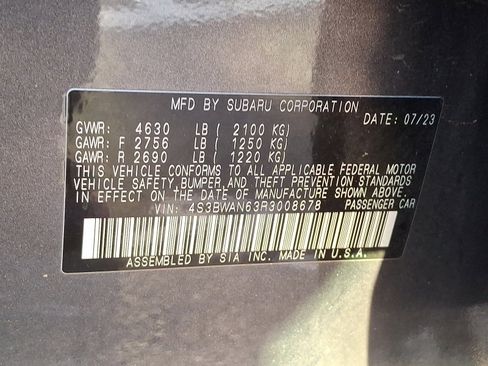 MFD BY SUBARU CORPORATION
DATE: 07/23
GVWR: 4630 LB ( 2100 KG)
GAWR: F 2756 LB ( 1250 KG)
GAWR: R 2690 LB ( 1220 KG)
THIS VEHICLE CONFORMS TO ALL APPLICABLE FEDERAL MOTOR
VEHICLE SAFETY, BUMPER, AND THEFT PREVENTION STANDARDS
IN EFFECT ON THE DATE OF MANUFACTURE SHOWN ABOVE.
VIN: 4S3BWAN63R3008678 PASSENGER CAR
ASSEMBLED BY SIA INC. MADE IN U.S.A.